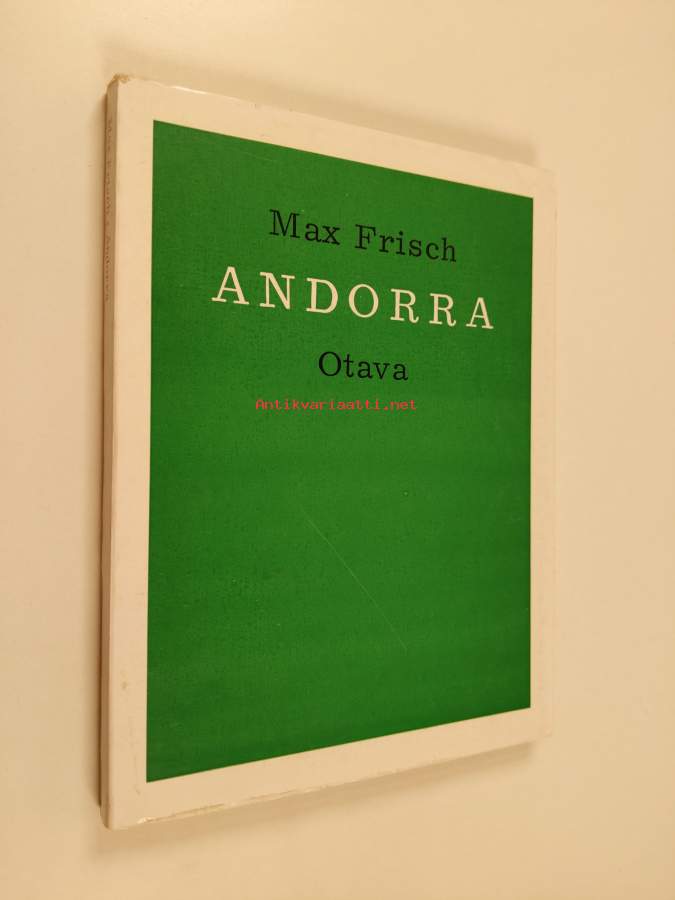 Max Frisch
ANDORRA
Otava
Antikvariaatti.net